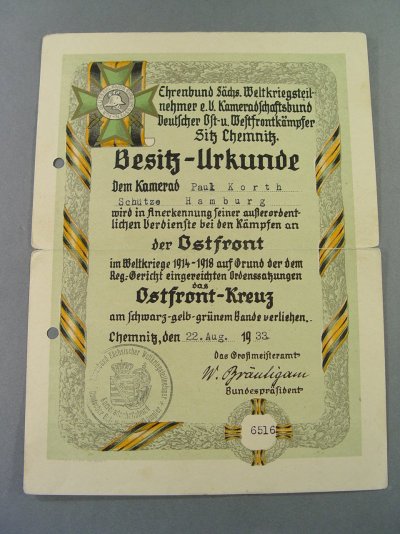 Ehrenbund Sächs. Weltkriegsteil-
nehmer e.V. Kameradschaftsbund
Deutscher Ost- u. Westfrontkämpfer
Sitz Chemnitz.
Besitz-Urkunde
Dem Kamerad Paul Korth
Schütze Hamburg
wird in Anerkennung seiner außerordent-
lichen Verdienste bei den Kämpfen an
der Ostfront
im Weltkriege 1914-1918 auf Grund der dem
Reg.-Gericht eingereichten Ordenssatzungen
das
Ostfront-Kreuz
am schwarz-gelb-grünem Bande verliehen.
Chemnitz, den 22. Aug. 1933
Das Großmeisteramt
W. Bräutigam
Bundespräsident
6516